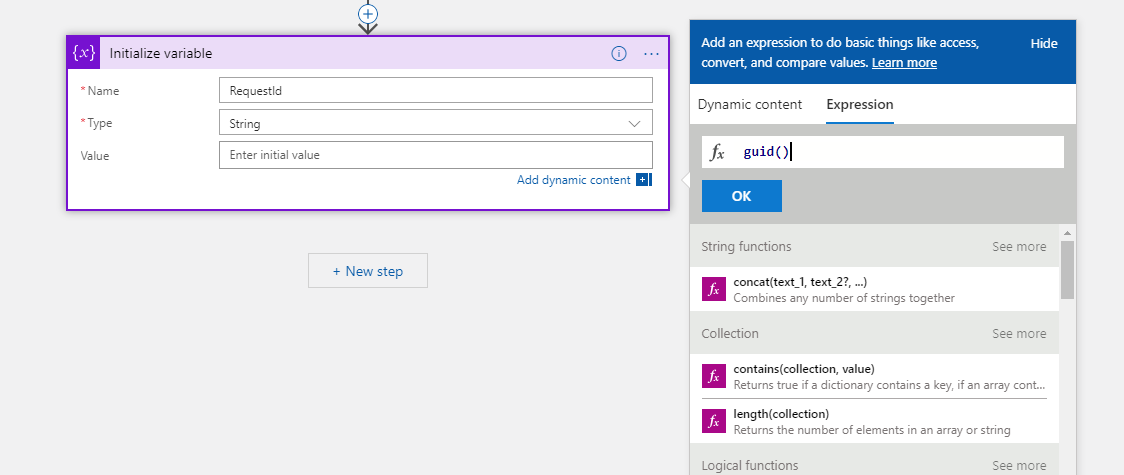 {x} Initialize variable
* Name
RequestId
* Type
String
Value
Enter initial value
Add dynamic content
+ New step
Add an expression to do basic things like access,
convert, and compare values. Learn more
Hide
Dynamic content
Expression
fx guid()
OK
String functions
See more
fx concat(text_1, text_2?, ...)
Combines any number of strings together
Collection
See more
fx contains(collection, value)
Returns true if a dictionary contains a key, if an array cont...
fx length(collection)
Returns the number of elements in an array or string
Logical functions
See more